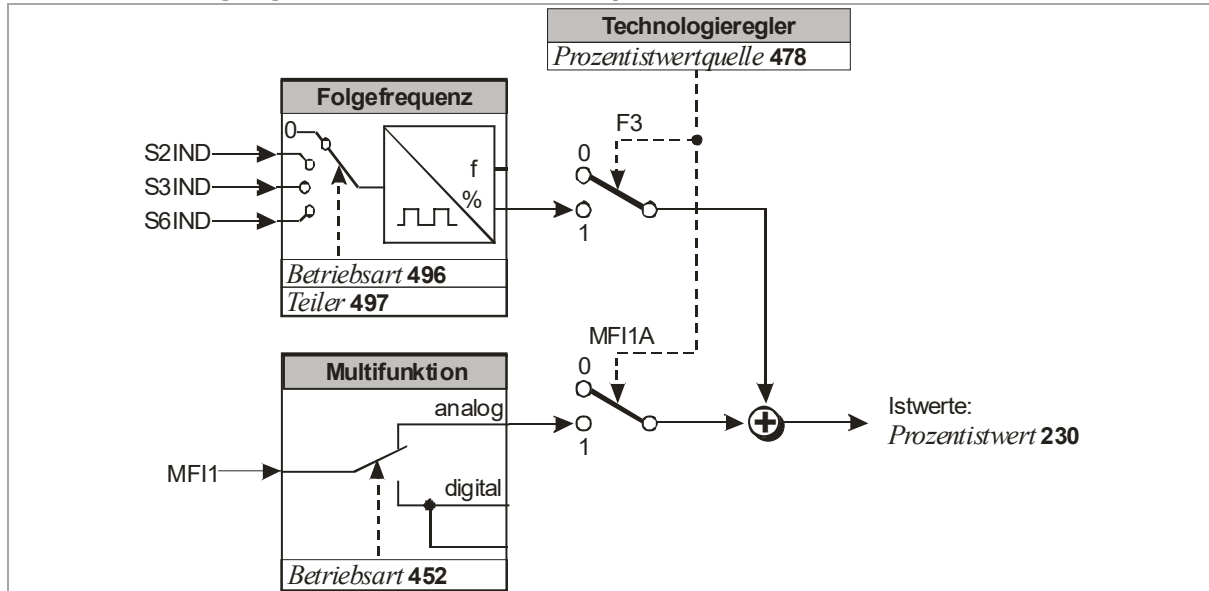 Technologieregler
Prozentistwertquelle 478
Folgefrequenz
0
S2IND
S3IND
S6IND
f
%
Betriebsart 496
Teiler 497
F3
0
1
Multifunktion
analog
MFI1
digital
Betriebsart 452
MFI1A
0
1
Istwerte:
Prozentistwert 230